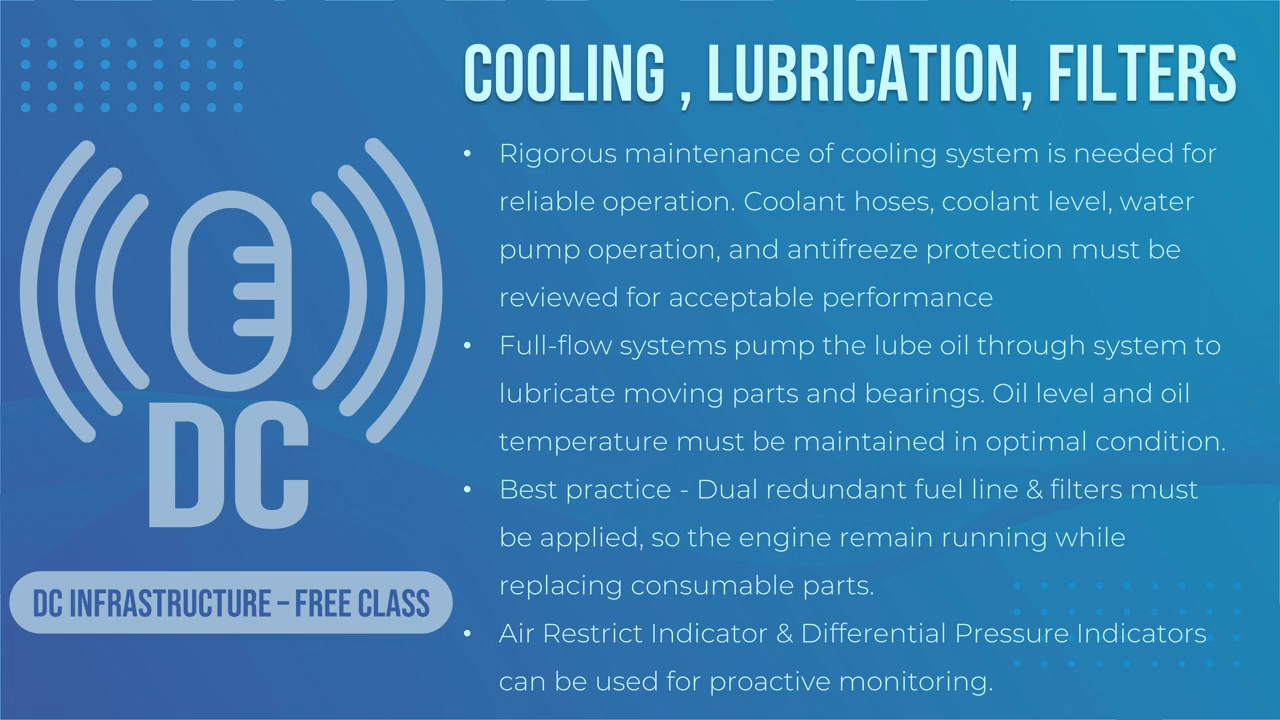 COOLING , LUBRICATION, FILTERS
• Rigorous maintenance of cooling system is needed for
reliable operation. Coolant hoses, coolant level, water
pump operation, and antifreeze protection must be
reviewed for acceptable performance
• Full-flow systems pump the lube oil through system to
lubricate moving parts and bearings. Oil level and oil
temperature must be maintained in optimal condition.
• Best practice - Dual redundant fuel line & filters must
be applied, so the engine remain running while
replacing consumable parts.
• Air Restrict Indicator & Differential Pressure Indicators
can be used for proactive monitoring.
DC
DC INFRASTRUCTURE – FREE CLASS